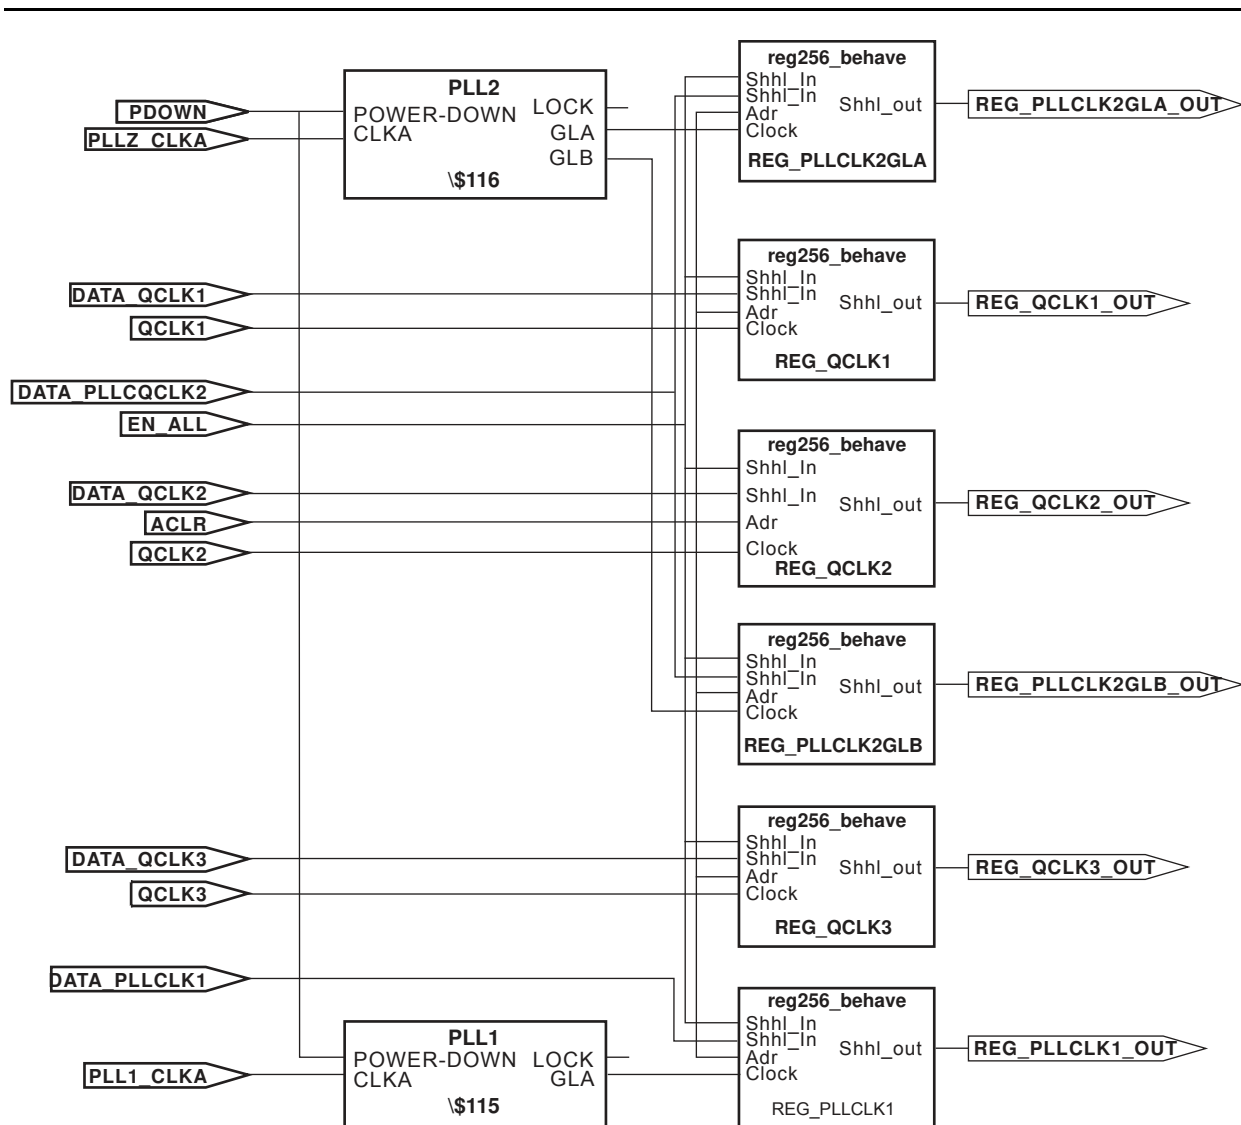 PDOWN
PLLZ_CLKA
PLL2
POWER-DOWN
CLKA
LOCK
GLA
GLB
\$116
reg256_behave
Shhl_In
Shhl_In
Adr
Clock
Shhl_out
REG_PLLCLK2GLA
REG_PLLCLK2GLA_OUT
DATA_QCLK1
QCLK1
reg256_behave
Shhl_In
Shhl_In
Adr
Clock
Shhl_out
REG_QCLK1
REG_QCLK1_OUT
DATA_PLLCQCLK2
EN_ALL
DATA_QCLK2
ACLR
QCLK2
reg256_behave
Shhl_In
Shhl_In
Adr
Clock
Shhl_out
REG_QCLK2
REG_QCLK2_OUT
reg256_behave
Shhl_In
Shhl_In
Adr
Clock
Shhl_out
REG_PLLCLK2GLB
REG_PLLCLK2GLB_OUT
DATA_QCLK3
QCLK3
reg256_behave
Shhl_In
Shhl_In
Adr
Clock
Shhl_out
REG_QCLK3
REG_QCLK3_OUT
DATA_PLLCLK1
PLL1_CLKA
PLL1
POWER-DOWN
CLKA
LOCK
GLA
\$115
reg256_behave
Shhl_In
Shhl_In
Adr
Clock
Shhl_out
REG_PLLCLK1
REG_PLLCLK1_OUT